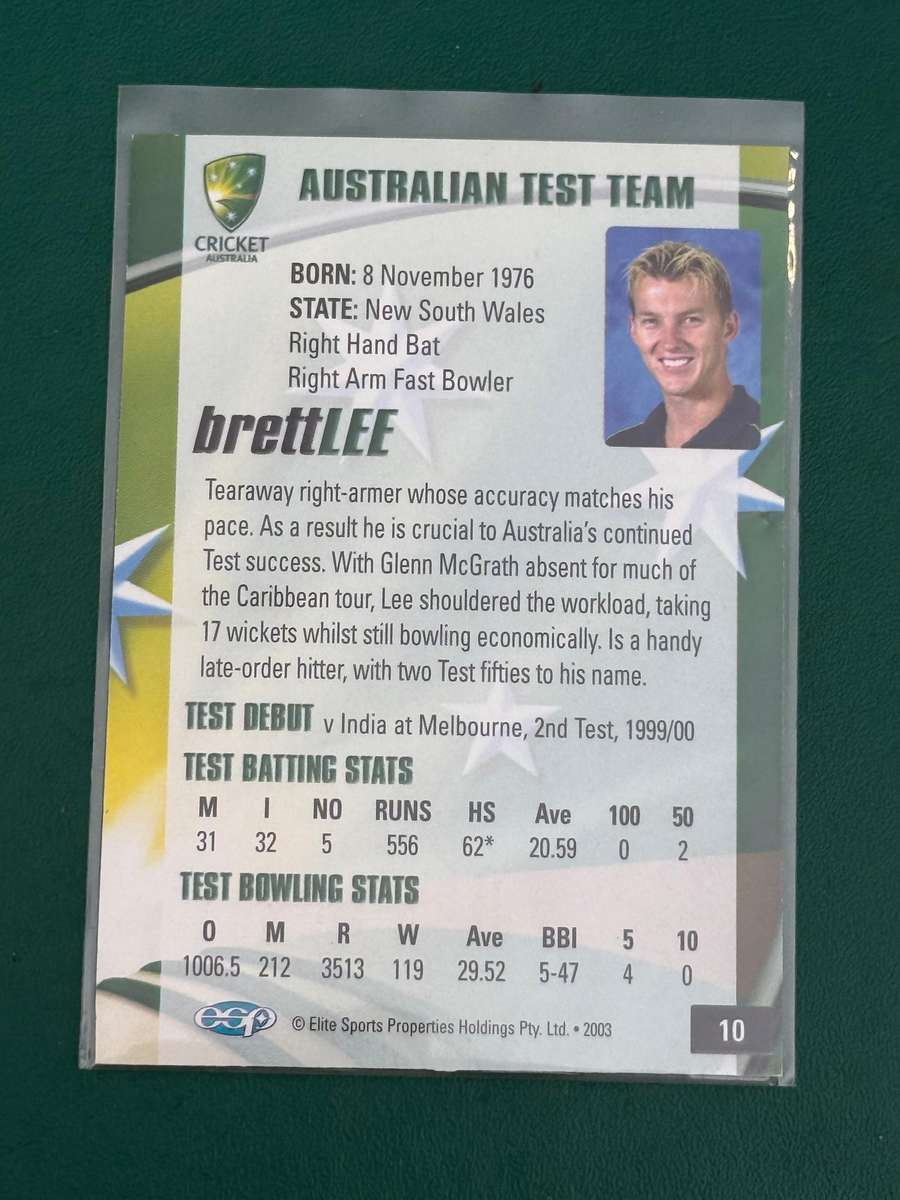 CRICKET
AUSTRALIA
AUSTRALIAN TEST TEAM
BORN: 8 November 1976
STATE: New South Wales
Right Hand Bat
Right Arm Fast Bowler
brettLEE
Tearaway right-armer whose accuracy matches his
pace. As a result he is crucial to Australia's continued
Test success. With Glenn McGrath absent for much of
the Caribbean tour, Lee shouldered the workload, taking
17 wickets whilst still bowling economically. Is a handy
late-order hitter, with two Test fifties to his name.
TEST DEBUT v India at Melbourne, 2nd Test, 1999/00
TEST BATTING STATS
M I NO RUNS HS Ave 100 50
31 32 5 556 62* 20.59 0 2
TEST BOWLING STATS
O M R W Ave BBI 5 10
1006.5 212 3513 119 29.52 5-47 4 0
esp © Elite Sports Properties Holdings Pty. Ltd. • 2003
10